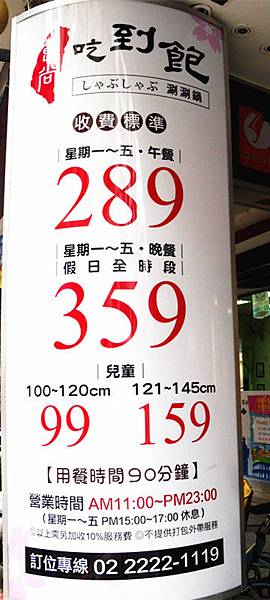 尚
吃到飽
しゃぶしゃぶ 涮涮鍋
收費標準
星期一～五・午餐
289
星期一～五・晚餐
假日全時段
359
兒童
100~120cm 121~145cm
99 159
【用餐時間90分鐘】
營業時間 AM11:00~PM23:00
(星期一～五 PM15:00~17:00 休息)
◎以上需另加收10%服務費 ◎不提供打包外帶服務
訂位專線 02 2222-1119